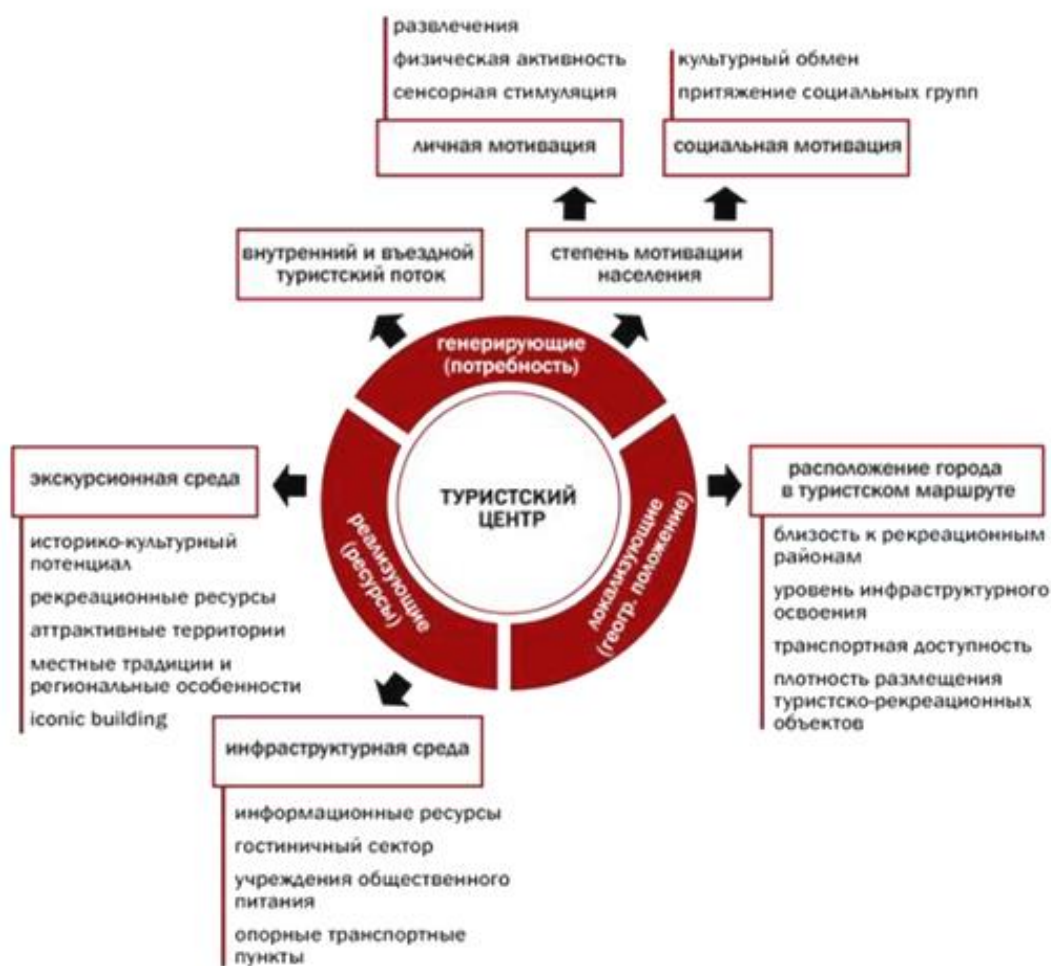 развлечения
физическая активность
сенсорная стимуляция
личная мотивация
культурный обмен
притяжение социальных групп
социальная мотивация
внутренний и въездной
туристский поток
степень мотивации
населения
генерирующие
(потребность)
ТУРИСТСКИЙ
ЦЕНТР
реализующие
(ресурсы)
локализующие
(геогр. положение)
экскурсионная среда
историко-культурный
потенциал
рекреационные ресурсы
аттрактивные территории
местные традиции и
региональные особенности
iconic building
расположение города
в туристском маршруте
близость к рекреационным
районам
уровень инфраструктурного
освоения
транспортная доступность
плотность размещения
туристско-рекреационных
объектов
инфраструктурная среда
информационные ресурсы
гостиничный сектор
учреждения общественного
питания
опорные транспортные
пункты